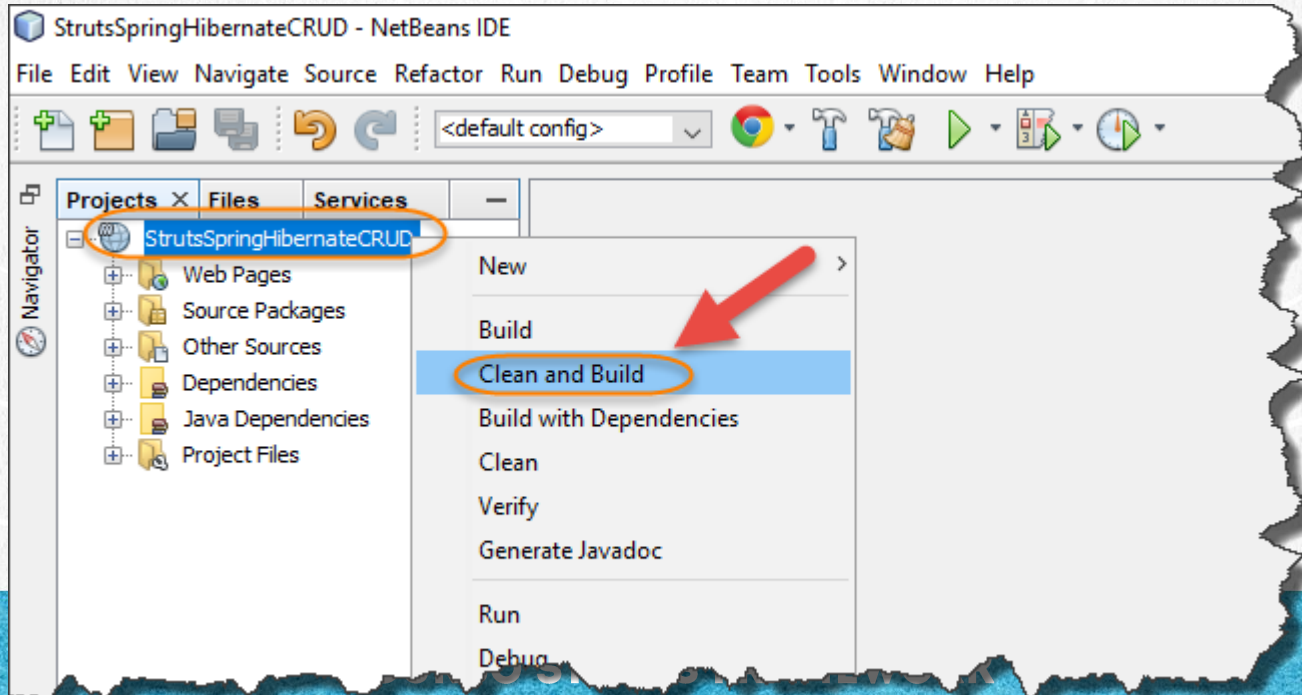 StrutsSpringHibernateCRUD - NetBeans IDE
File Edit View Navigate Source Refactor Run Debug Profile Team Tools Window Help
<default config>
Projects Files Services
Navigator
StrutsSpringHibernateCRUD
Web Pages
Source Packages
Other Sources
Dependencies
Java Dependencies
Project Files
New
Build
Clean and Build
Build with Dependencies
Clean
Verify
Generate Javadoc
Run
Debug